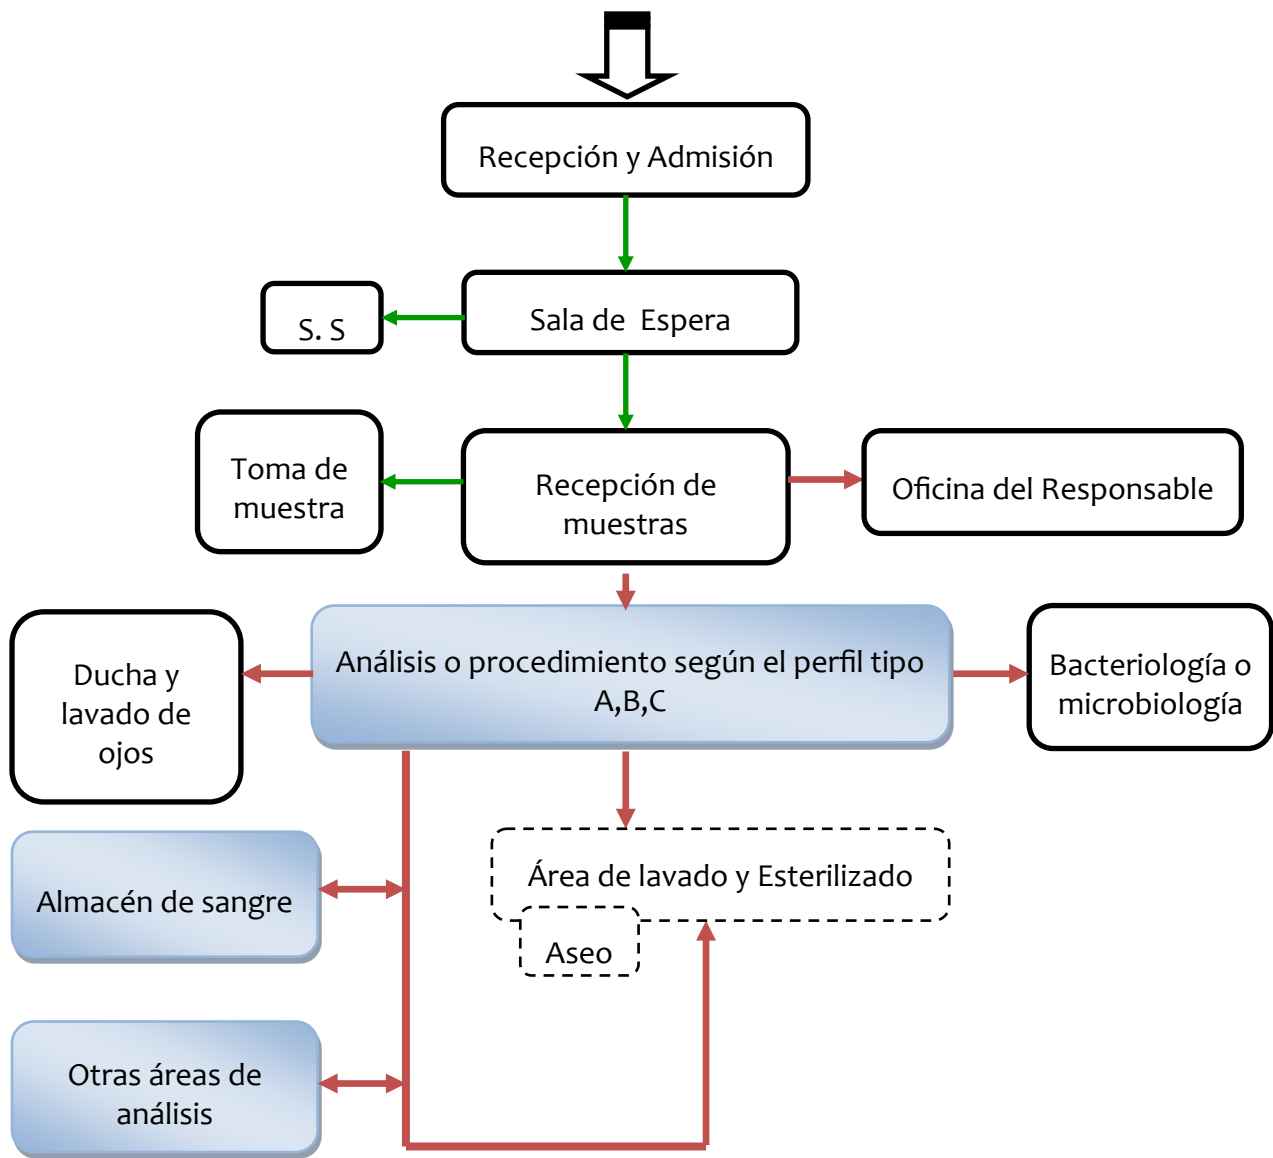 Recepción y Admisión
S. S
Sala de Espera
Toma de
muestra
Recepción de
muestras
Oficina del Responsable
Ducha y
lavado de
ojos
Análisis o procedimiento según el perfil tipo
A,B,C
Bacteriología o
microbiología
Almacén de sangre
Área de lavado y Esterilizado
Aseo
Otras áreas de
análisis